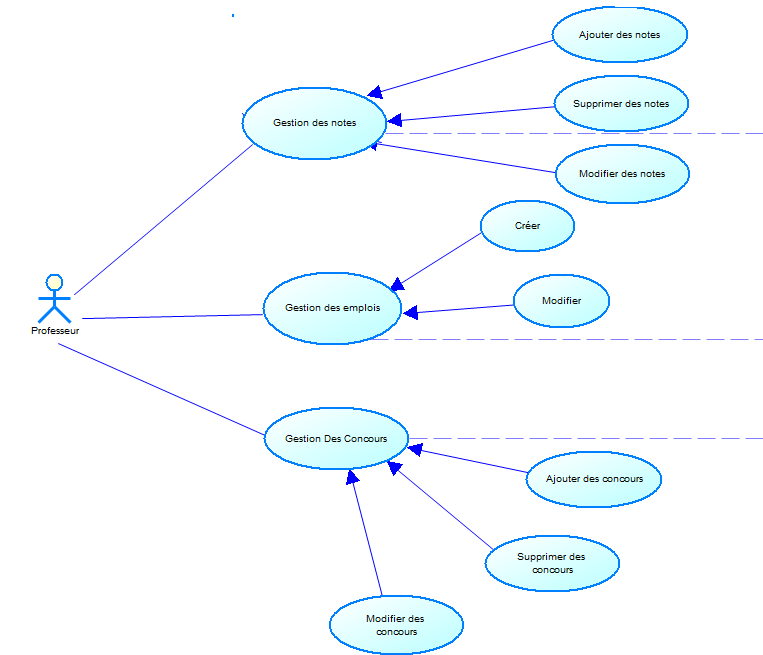 Ajouter des notes
Supprimer des notes
Gestion des notes
Modifier des notes
Créer
Modifier
Gestion des emplois
Professeur
Gestion Des Concours
Ajouter des concours
Supprimer des
concours
Modifier des
concours